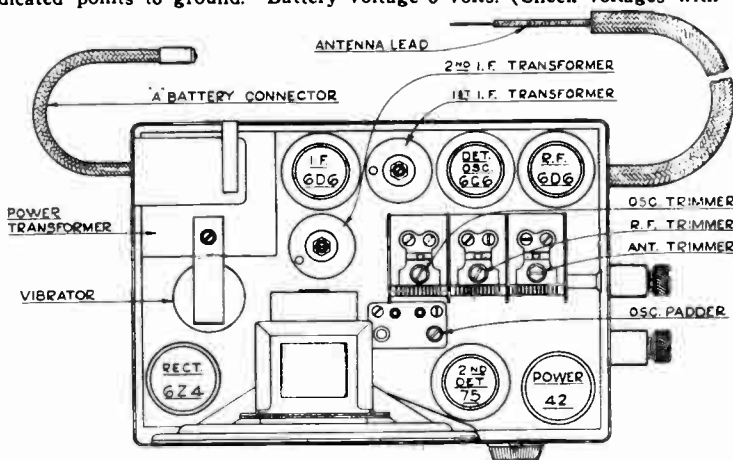 dicated points to ground. Battery voltage 6 volts. (Check voltages with
ANTENNA LEAD
2ND I.F. TRANSFORMER
"A" BATTERY CONNECTOR
1ST I.F. TRANSFORMER
I.F.
6D6
DET.
OSC.
6C6
R.F.
6D6
OSC. TRIMMER
POWER
TRANSFORMER
R.F. TRIMMER
ANT. TRIMMER
VIBRATOR
OSC. PADDER
RECT.
6Z4
2ND
DET.
75
POWER
42